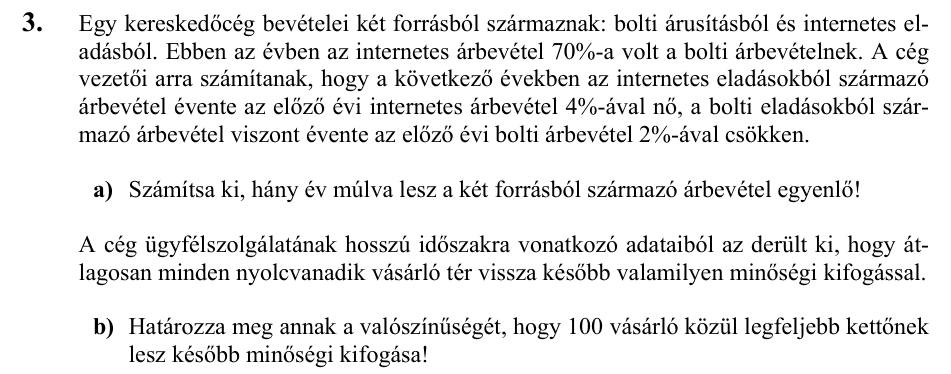 3. Egy kereskedőcég bevételei két forrásból származnak: bolti árusításból és internetes el-
adásból. Ebben az évben az internetes árbevétel 70%-a volt a bolti árbevételnek. A cég
vezetői arra számítanak, hogy a következő években az internetes eladásokból származó
árbevétel évente az előző évi internetes árbevétel 4%-ával nő, a bolti eladásokból szár-
mazó árbevétel viszont évente az előző évi bolti árbevétel 2%-ával csökken.
a) Számítsa ki, hány év múlva lesz a két forrásból származó árbevétel egyenlő!
A cég ügyfélszolgálatának hosszú időszakra vonatkozó adataiból az derült ki, hogy át-
lagosan minden nyolcvanadik vásárló tér vissza később valamilyen minőségi kifogással.
b) Határozza meg annak a valószínűségét, hogy 100 vásárló közül legfeljebb kettőnek
lesz később minőségi kifogása!